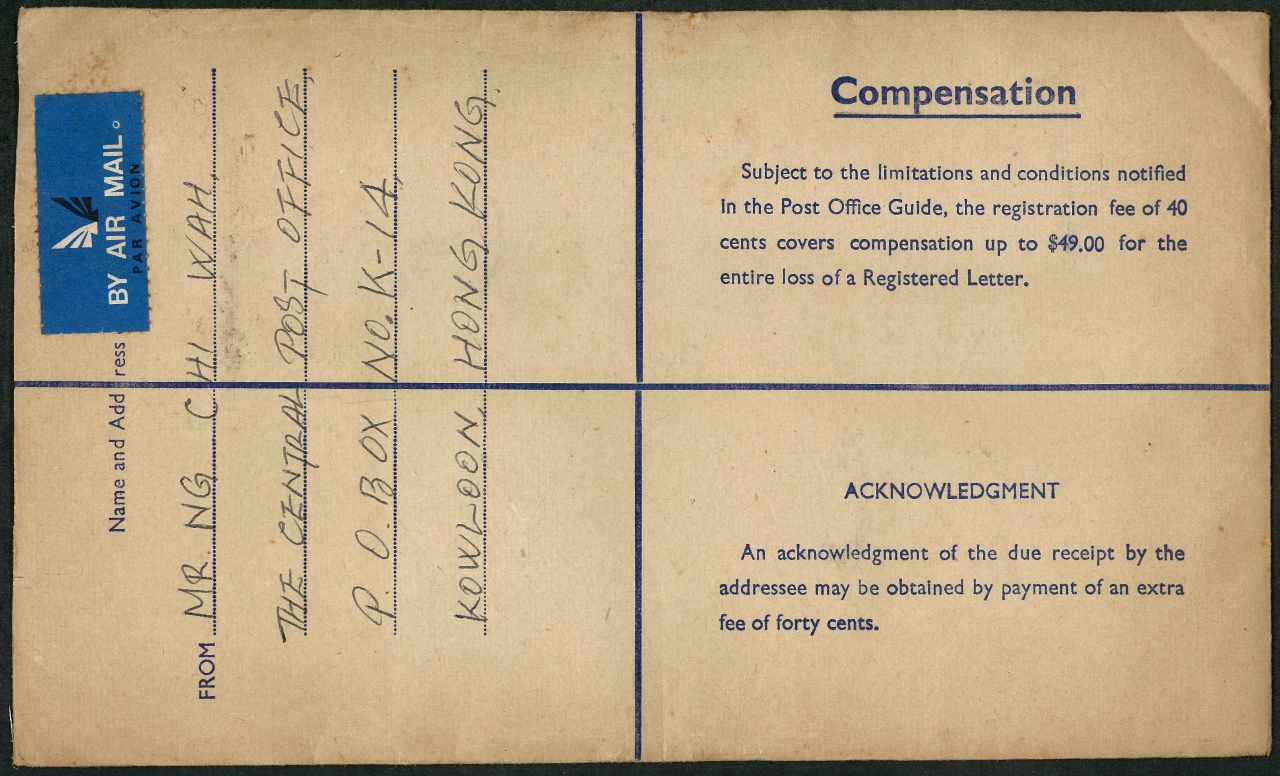 BY AIR MAIL
PAR AVION
Name and Address
FROM MR. NG CHI WAH,
THE CENTRAL POST OFFICE,
P. O. BOX NO. K-14,
KOWLOON, HONG KONG.
Compensation
Subject to the limitations and conditions notified
in the Post Office Guide, the registration fee of 40
cents covers compensation up to $49.00 for the
entire loss of a Registered Letter.
ACKNOWLEDGMENT
An acknowledgment of the due receipt by the
addressee may be obtained by payment of an extra
fee of forty cents.